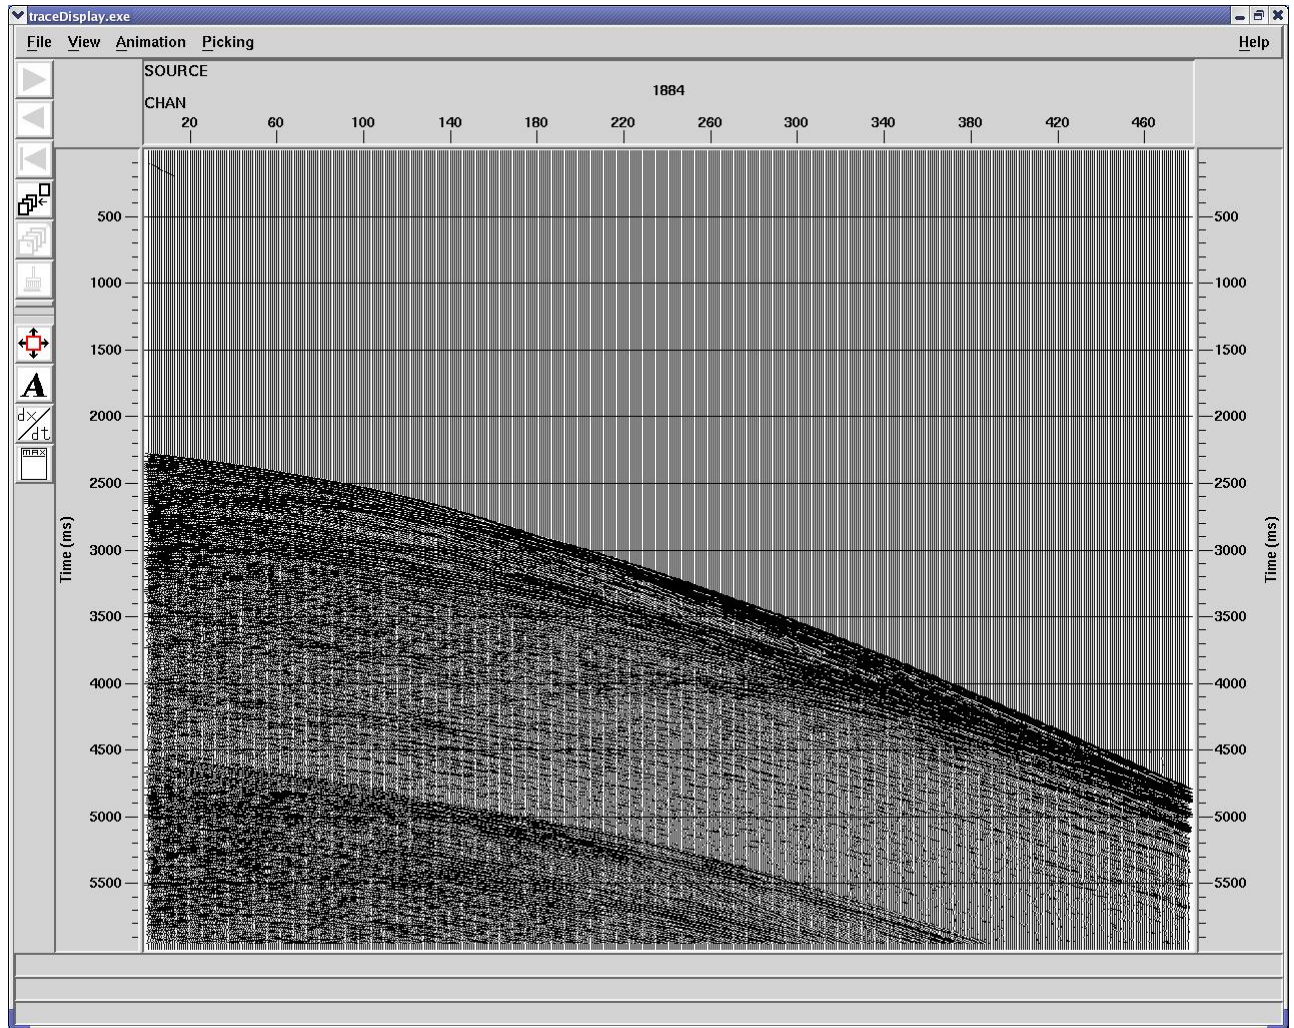 traceDisplay.exe
File View Animation Picking Help
SOURCE
1884
CHAN
20 60 100 140 180 220 260 300 340 380 420 460
500 500
1000 1000
1500 1500
2000 2000
2500 2500
3000 3000
3500 3500
4000 4000
4500 4500
5000 5000
5500 5500
Time (ms) Time (ms)
A
dx/dt
MAX